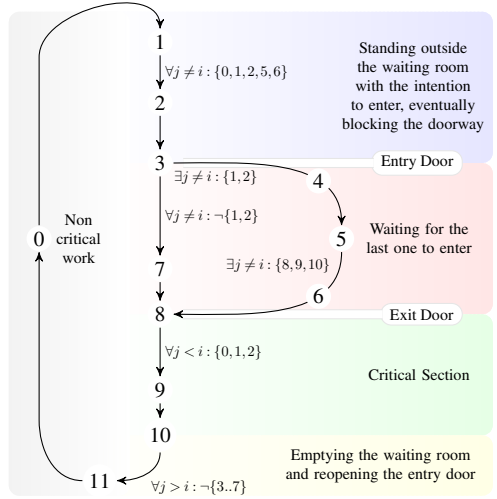 1
Standing outside
the waiting room
with the intention
to enter, eventually
blocking the doorway
∀j ≠ i : {0,1,2,5,6}
2
3
Entry Door
∃j ≠ i : {1,2}
4
∀j ≠ i : ¬{1,2}
Waiting for the
last one to enter
0
Non
critical
work
5
∃j ≠ i : {8,9,10}
7
6
8
Exit Door
∀j < i : {0,1,2}
Critical Section
9
10
Emptying the waiting room
and reopening the entry door
11
∀j > i : ¬{3..7}